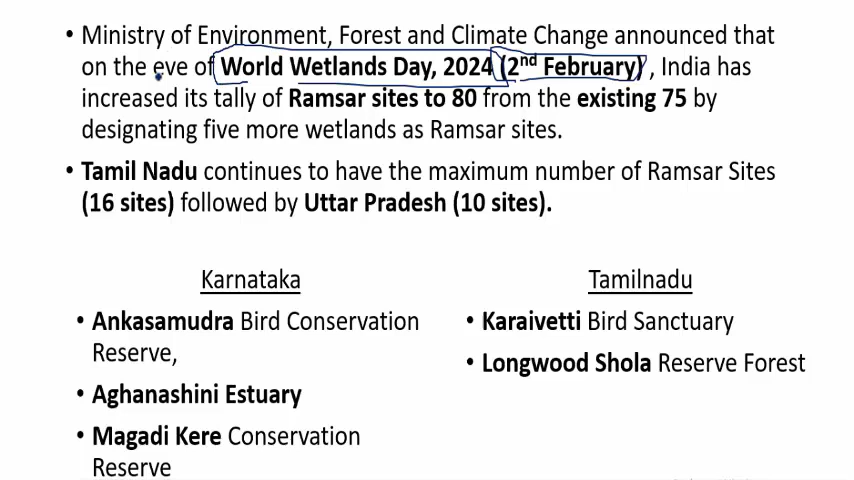 • Ministry of Environment, Forest and Climate Change announced that
on the eve of World Wetlands Day, 2024 (2nd February) , India has
increased its tally of Ramsar sites to 80 from the existing 75 by
designating five more wetlands as Ramsar sites.
• Tamil Nadu continues to have the maximum number of Ramsar Sites
(16 sites) followed by Uttar Pradesh (10 sites).
Karnataka
• Ankasamudra Bird Conservation
Reserve,
• Aghanashini Estuary
• Magadi Kere Conservation
Reserve
Tamilnadu
• Karaivetti Bird Sanctuary
• Longwood Shola Reserve Forest